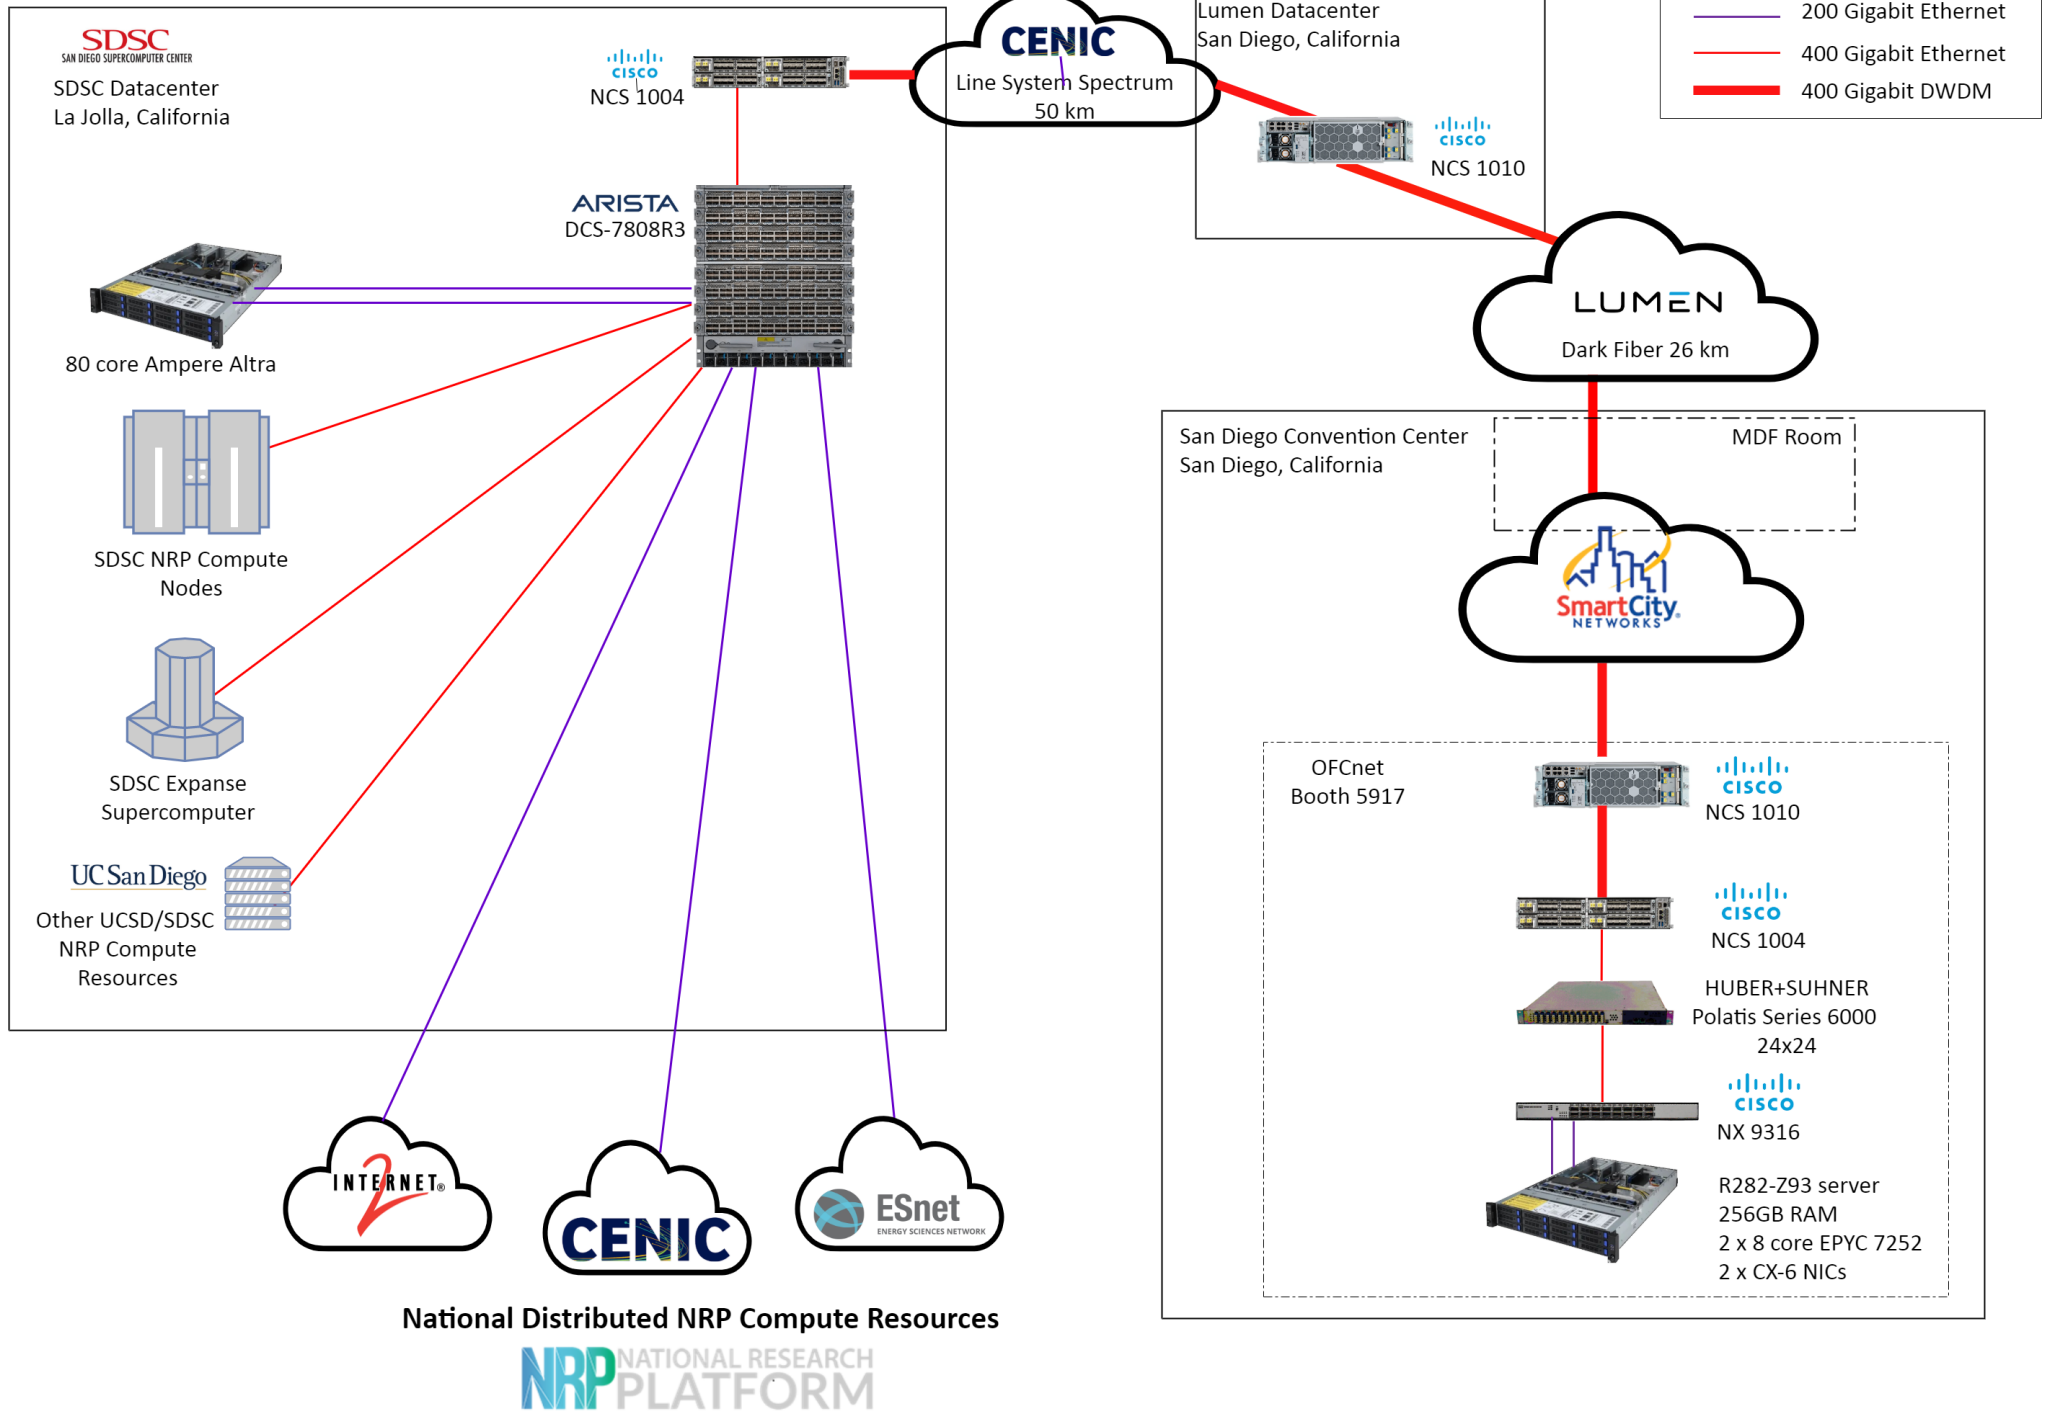 SDSC
SAN DIEGO SUPERCOMPUTER CENTER
SDSC Datacenter
La Jolla, California
CISCO
NCS 1004
CENIC
Line System Spectrum
50 km
Lumen Datacenter
San Diego, California
CISCO
NCS 1010
200 Gigabit Ethernet
400 Gigabit Ethernet
400 Gigabit DWDM
ARISTA
DCS-7808R3
80 core Ampere Altra
SDSC NRP Compute
Nodes
SDSC Expanse
Supercomputer
UC San Diego
Other UCSD/SDSC
NRP Compute
Resources
LUMEN
Dark Fiber 26 km
San Diego Convention Center
San Diego, California
MDF Room
SmartCity®
NETWORKS
OFCnet
Booth 5917
CISCO
NCS 1010
CISCO
NCS 1004
HUBER+SUHNER
Polatis Series 6000
24x24
CISCO
NX 9316
R282-Z93 server
256GB RAM
2 x 8 core EPYC 7252
2 x CX-6 NICs
INTERNET®
2
CENIC
ESnet
ENERGY SCIENCES NETWORK
National Distributed NRP Compute Resources
NRP NATIONAL RESEARCH
PLATFORM